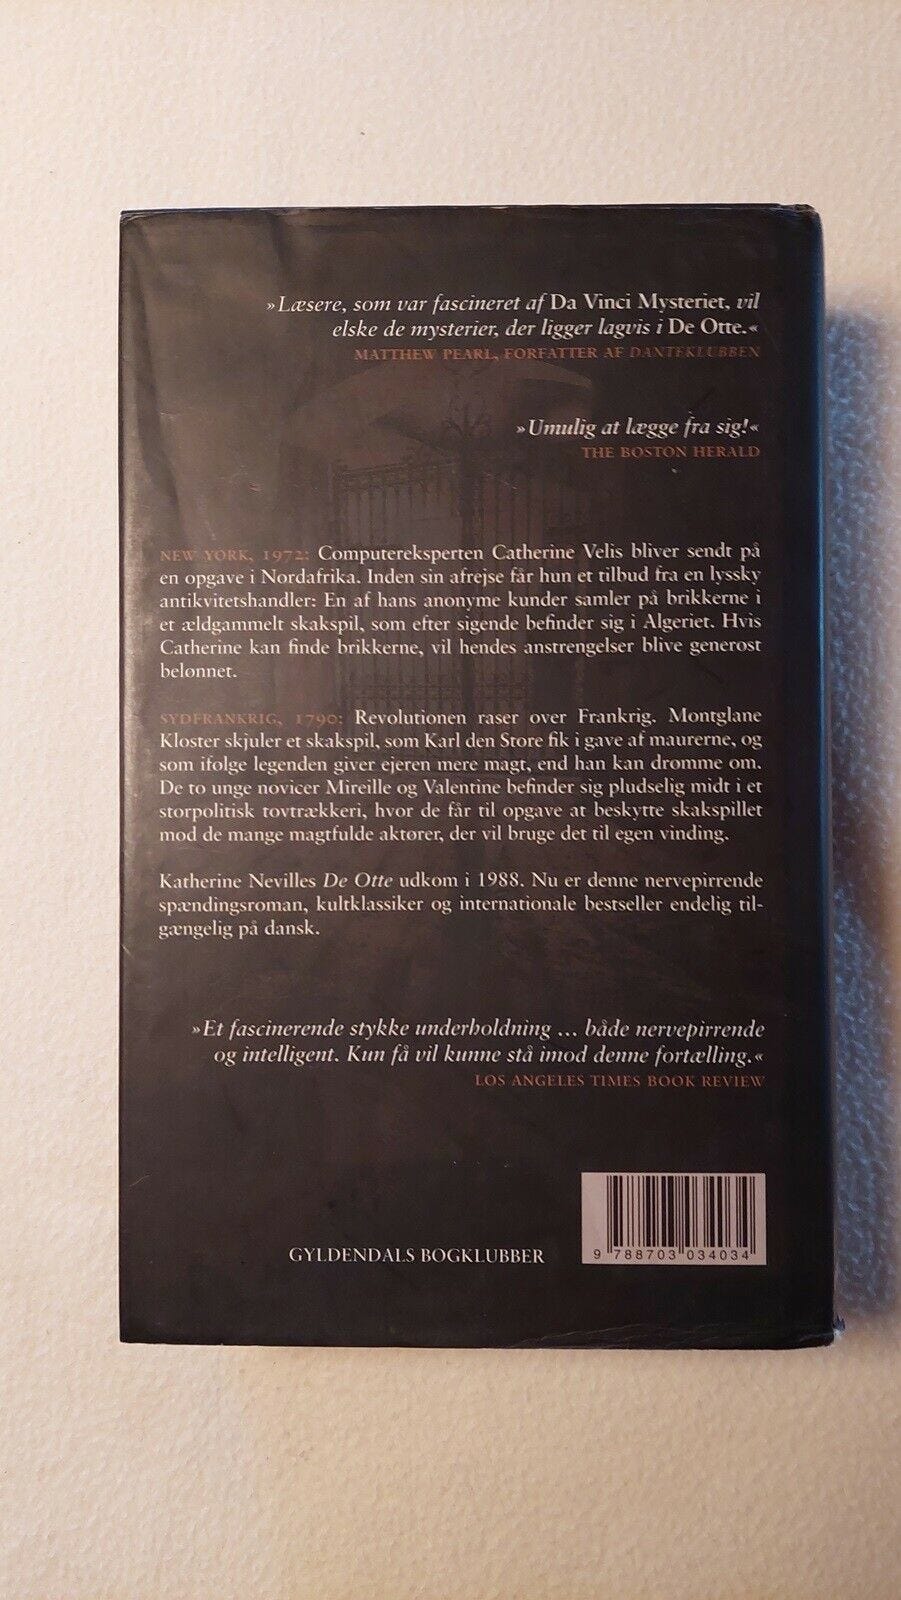 »Læsere, som var fascineret af Da Vinci Mysteriet, vil
elske de mysterier, der ligger lagvis i De Otte.«
MATTHEW PEARL, FORFATTER AF DANTEKLUBBEN
»Umulig at lægge fra sig!«
THE BOSTON HERALD
NEW YORK, 1972: Computereksperten Catherine Velis bliver sendt på
en opgave i Nordafrika. Inden sin afrejse får hun et tilbud fra en lyssky
antikvitetshandler: En af hans anonyme kunder samler på brikkerne i
et ældgammelt skakspil, som efter sigende befinder sig i Algeriet. Hvis
Catherine kan finde brikkerne, vil hendes anstrengelser blive generøst
belønnet.
SYDFRANKRIG, 1790: Revolutionen raser over Frankrig. Montglane
Kloster skjuler et skakspil, som Karl den Store fik i gave af maurerne, og
som ifølge legenden giver ejeren mere magt, end han kan drømme om.
De to unge novicer Mireille og Valentine befinder sig pludselig midt i et
storpolitisk tovtrækkeri, hvor de får til opgave at beskytte skakspillet
mod de mange magtfulde aktører, der vil bruge det til egen vinding.
Katherine Nevilles De Otte udkom i 1988. Nu er denne nervepirrende
spændingsroman, kultklassiker og internationale bestseller endelig til-
gængelig på dansk.
»Et fascinerende stykke underholdning ... både nervepirrende
og intelligent. Kun få vil kunne stå imod denne fortælling.«
LOS ANGELES TIMES BOOK REVIEW
GYLDENDALS BOGKLUBBER
9 788703 034034